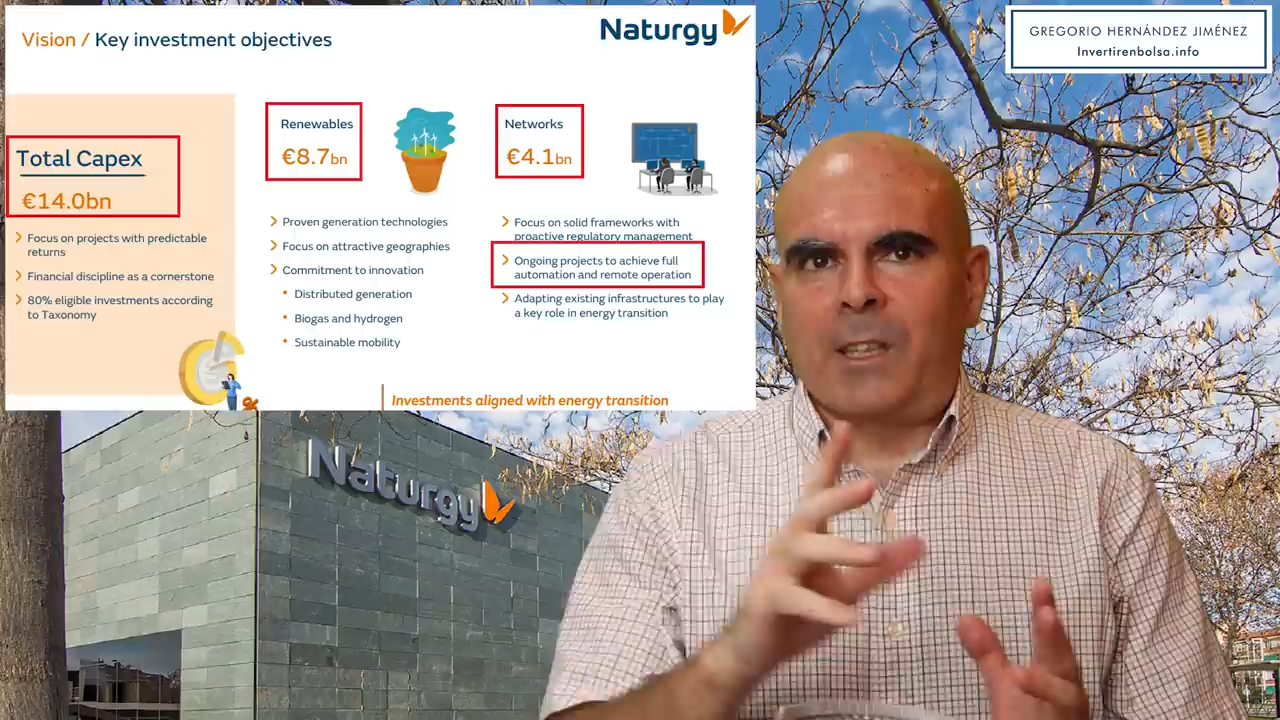 Vision / Key investment objectives
Naturgy
GREGORIO HERNÁNDEZ JIMÉNEZ
Invertirenbolsa.info
Total Capex
€14.0bn
Focus on projects with predictable
returns
Financial discipline as a cornerstone
80% eligible investments according
to Taxonomy
Renewables
€8.7bn
Proven generation technologies
Focus on attractive geographies
Commitment to innovation
Distributed generation
Biogas and hydrogen
Sustainable mobility
Networks
€4.1bn
Focus on solid frameworks with
proactive regulatory management
Ongoing projects to achieve full
automation and remote operation
Adapting existing infrastructures to play
a key role in energy transition
Investments aligned with energy transition
Naturgy